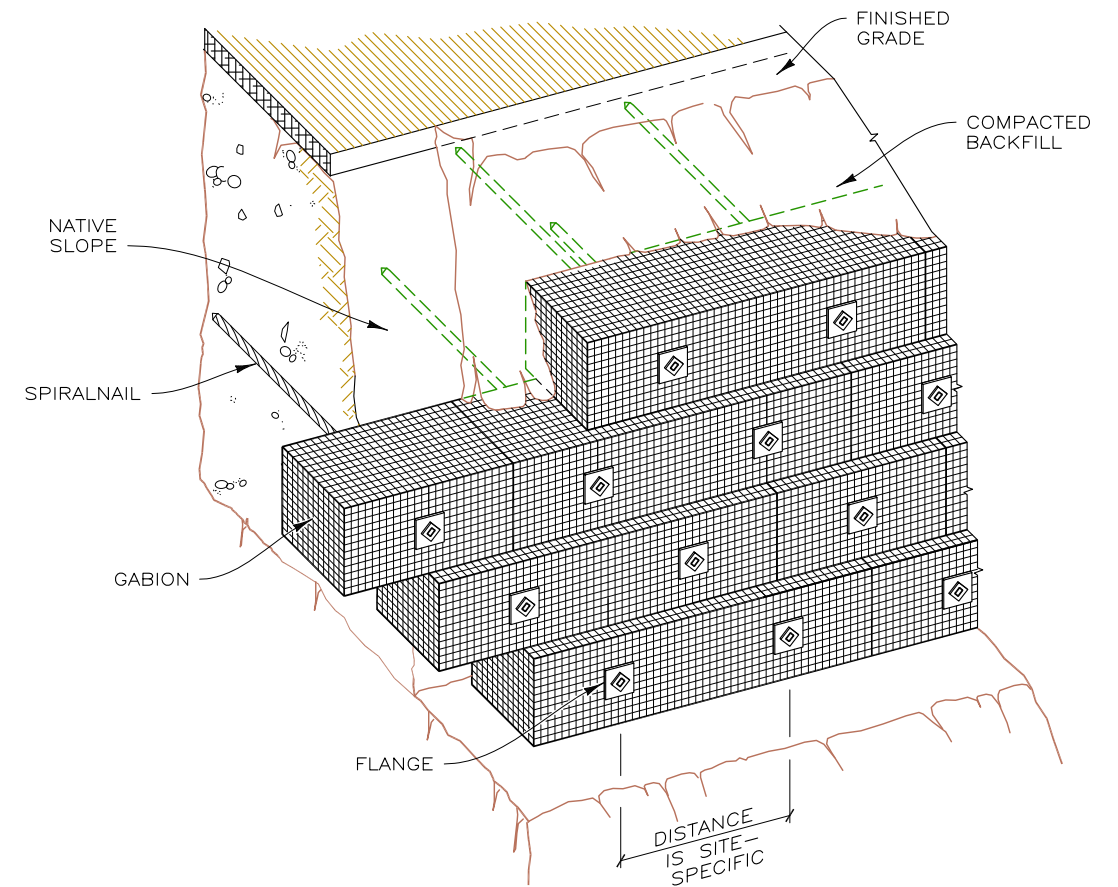 FINISHED
GRADE
COMPACTED
BACKFILL
NATIVE
SLOPE
SPIRALNAIL
GABION
FLANGE
DISTANCE
IS SITE-
SPECIFIC